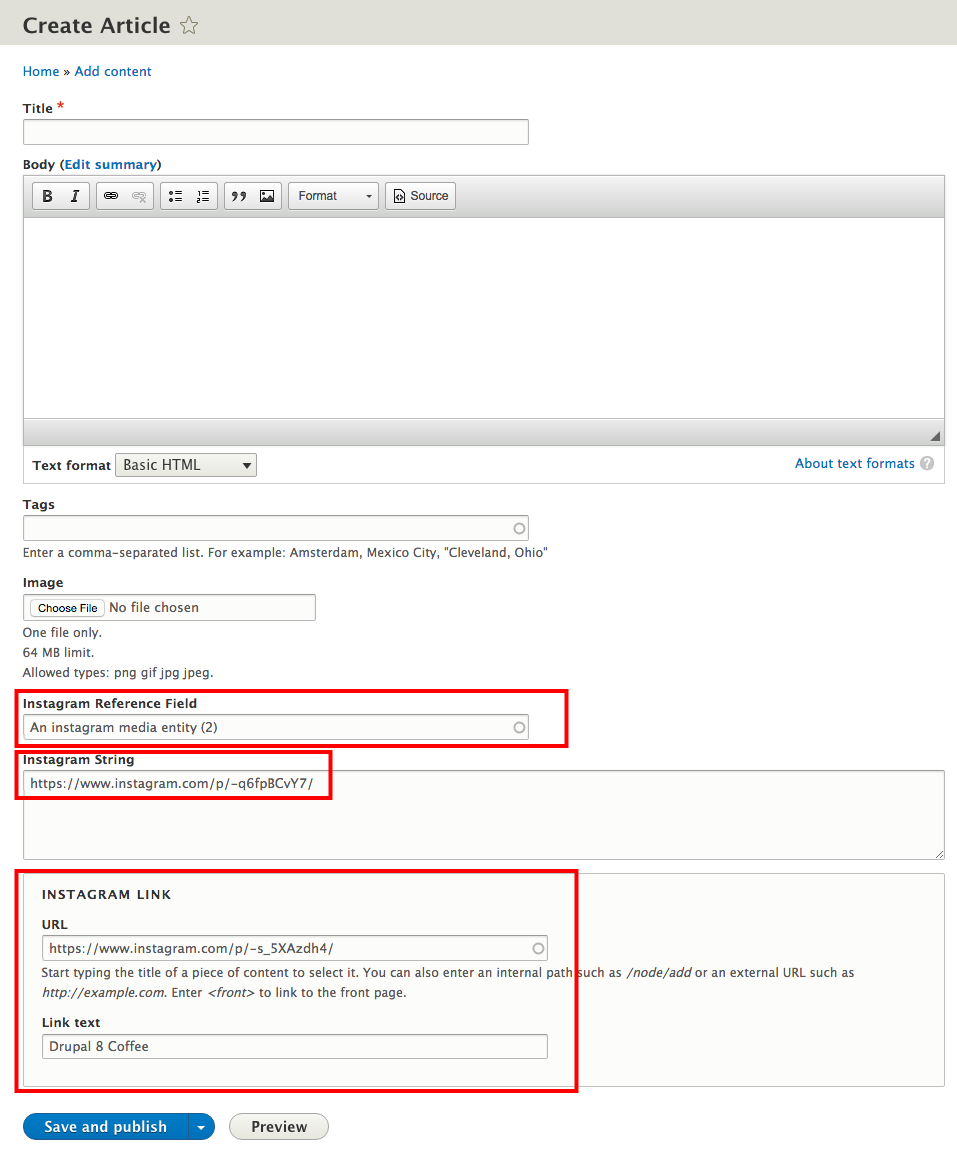 Create Article
Home » Add content
Title *
Body (Edit summary)
B I Format Source
Text format Basic HTML About text formats ?
Tags
Enter a comma-separated list. For example: Amsterdam, Mexico City, "Cleveland, Ohio"
Image
Choose File No file chosen
One file only.
64 MB limit.
Allowed types: png gif jpg jpeg.
Instagram Reference Field
An instagram media entity (2)
Instagram String
https://www.instagram.com/p/-q6fpBCvY7/
INSTAGRAM LINK
URL
https://www.instagram.com/p/-s_5XAzdh4/
Start typing the title of a piece of content to select it. You can also enter an internal path such as /node/add or an external URL such as
http://example.com. Enter <front> to link to the front page.
Link text
Drupal 8 Coffee
Save and publish Preview